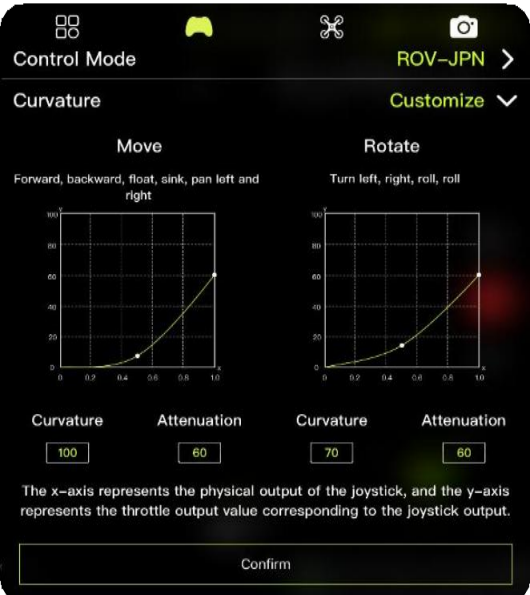 Control Mode ROV-JPN
Curvature Customize
Move Rotate
Forward, backward, float, sink, pan left and
right
Turn left, right, roll, roll
Y Y
100 100
80 80
60 60
40 40
20 20
0 0
X X
0 0.2 0.4 0.6 0.8 1.0 0 0.2 0.4 0.6 0.8 1.0
Curvature Attenuation Curvature Attenuation
100 60 70 60
The x-axis represents the physical output of the joystick, and the y-axis
represents the throttle output value corresponding to the joystick output.
Confirm